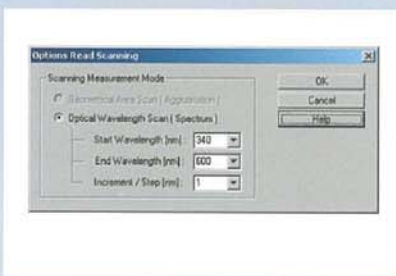 Options Read Scanning
Scanning Measurement Mode
Geometrical Area Scan ( Agglutination )
Optical Wavelength Scan ( Spectrum )
Start Wavelength [nm] : 340
End Wavelength [nm] : 600
Increment / Step [nm] : 1
OK
Cancel
Help